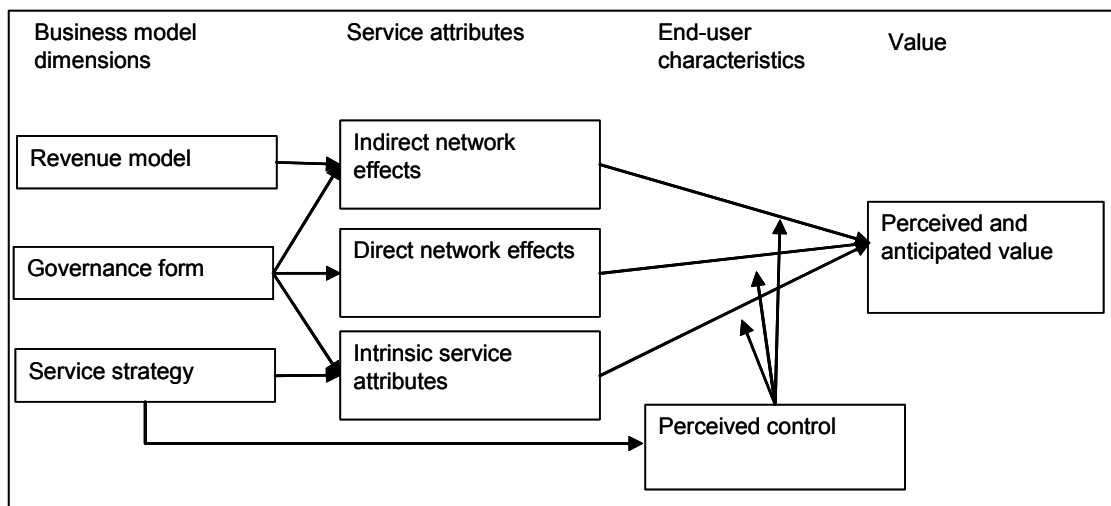 Business model
dimensions
Service attributes
End-user
characteristics
Value
Revenue model
Indirect network
effects
Governance form
Direct network effects
Perceived and
anticipated value
Service strategy
Intrinsic service
attributes
Perceived control